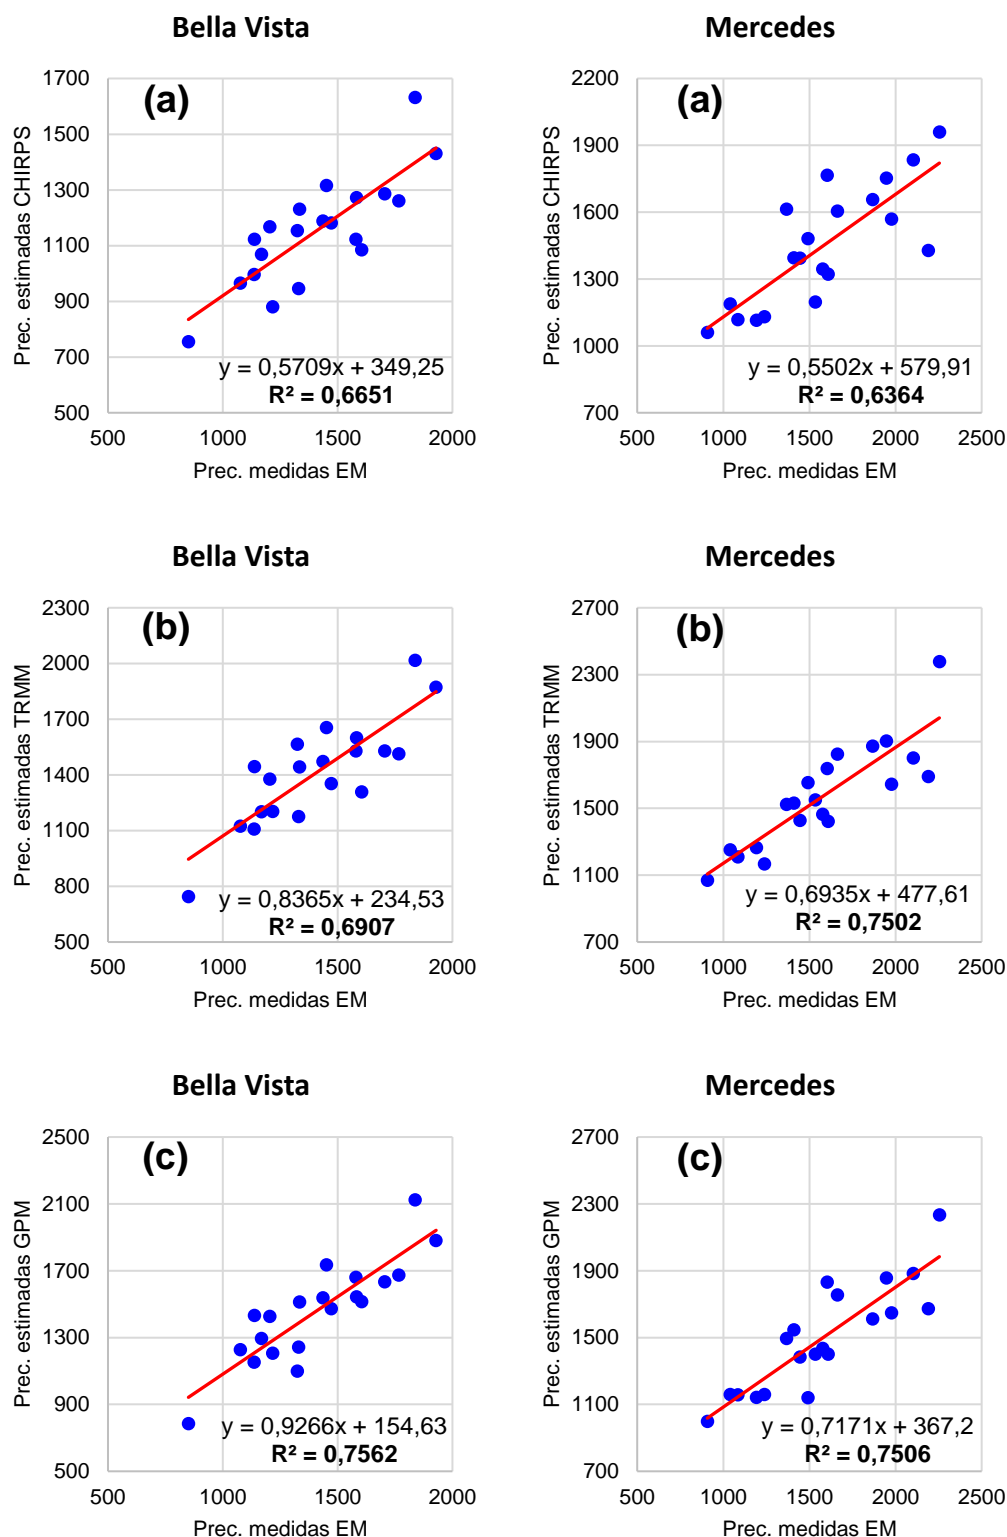 Bella Vista
(a)
Prec. estimadas CHIRPS
1700
1500
1300
1100
900
700
500
y = 0,5709x + 349,25
R² = 0,6651
500 1000 1500 2000
Prec. medidas EM
Mercedes
(a)
Prec. estimadas CHIRPS
2200
1900
1600
1300
1000
700
y = 0,5502x + 579,91
R² = 0,6364
500 1000 1500 2000 2500
Prec. medidas EM
Bella Vista
(b)
Prec. estimadas TRMM
2300
2000
1700
1400
1100
800
500
y = 0,8365x + 234,53
R² = 0,6907
500 1000 1500 2000
Prec. medidas EM
Mercedes
(b)
Prec. estimadas TRMM
2700
2300
1900
1500
1100
700
y = 0,6935x + 477,61
R² = 0,7502
500 1000 1500 2000 2500
Prec. medidas EM
Bella Vista
(c)
Prec. estimadas GPM
2500
2100
1700
1300
900
500
y = 0,9266x + 154,63
R² = 0,7562
500 1000 1500 2000
Prec. medidas EM
Mercedes
(c)
Prec. estimadas GPM
2700
2300
1900
1500
1100
700
y = 0,7171x + 367,2
R² = 0,7506
500 1000 1500 2000 2500
Prec. medidas EM